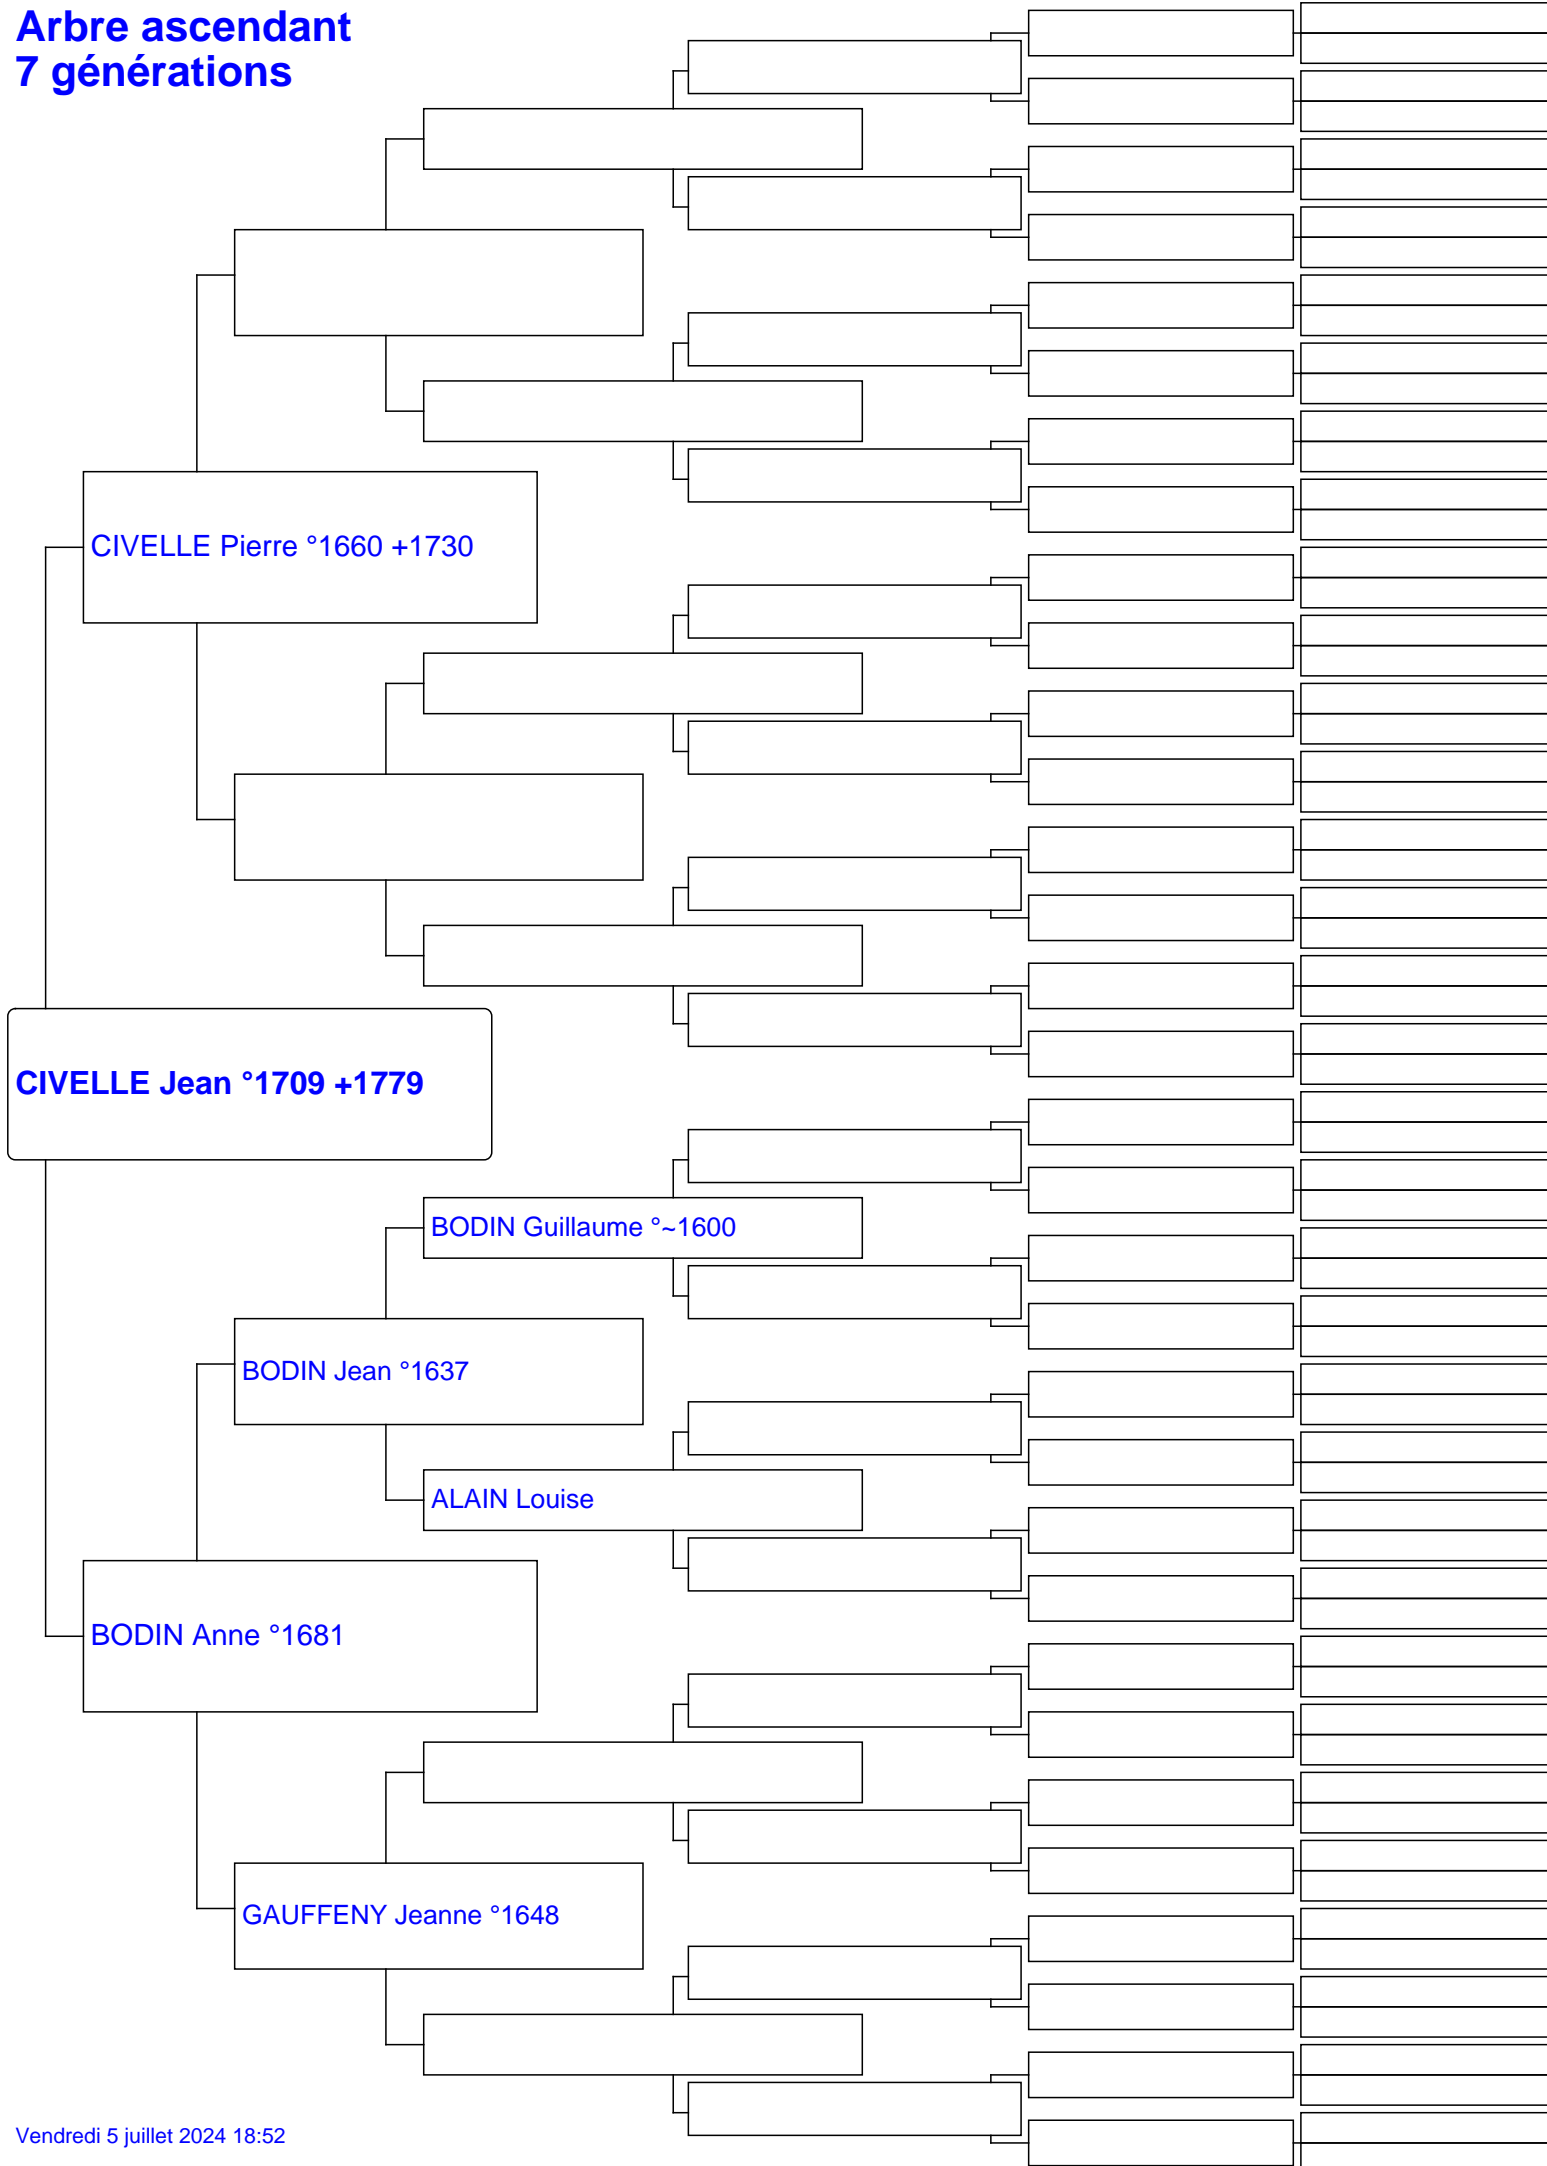 Arbre ascendant
7 générations
CIVELLE Pierre °1660 +1730
CIVELLE Jean °1709 +1779
BODIN Guillaume °~1600
BODIN Jean °1637
ALAIN Louise
BODIN Anne °1681
GAUFFENY Jeanne °1648
Vendredi 5 juillet 2024 18:52